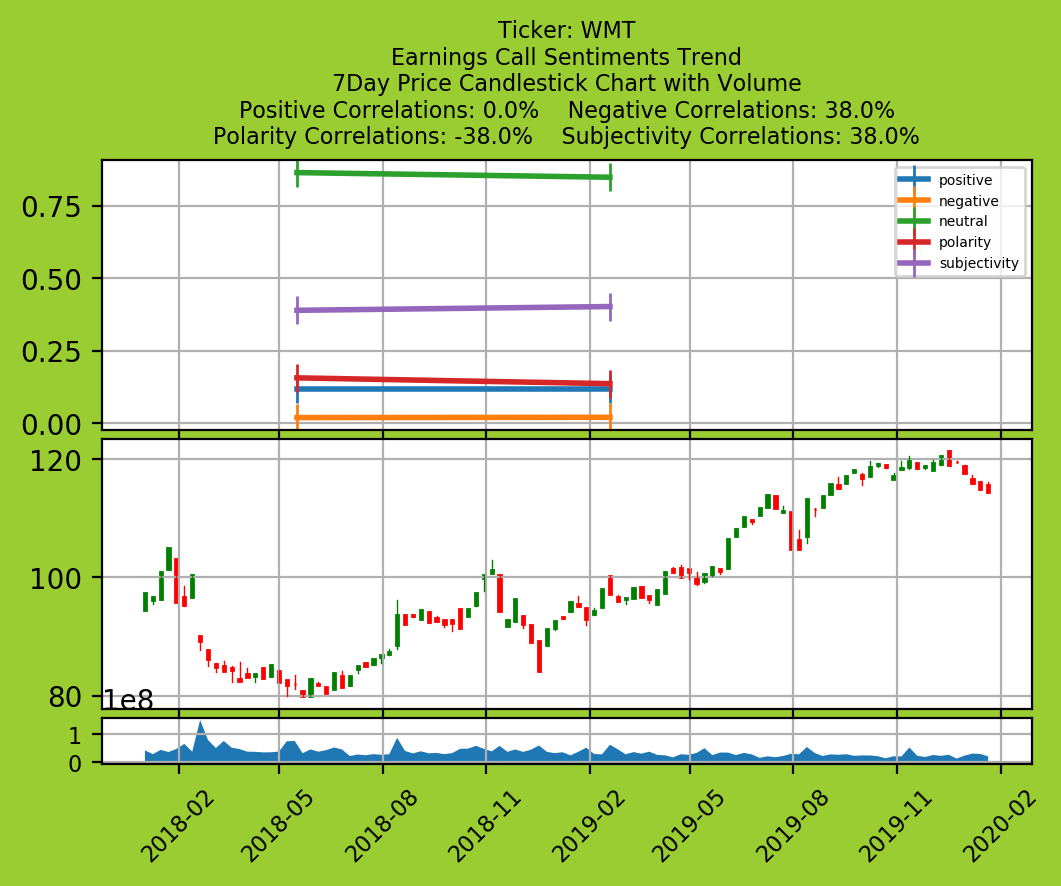 Ticker: WMT
Earnings Call Sentiments Trend
7Day Price Candlestick Chart with Volume
Positive Correlations: 0.0%    Negative Correlations: 38.0%
Polarity Correlations: -38.0%    Subjectivity Correlations: 38.0%
0.75
0.50
0.25
0.00
positive
negative
neutral
polarity
subjectivity
120
100
80
1e8
1
0
2018-02
2018-05
2018-08
2018-11
2019-02
2019-05
2019-08
2019-11
2020-02